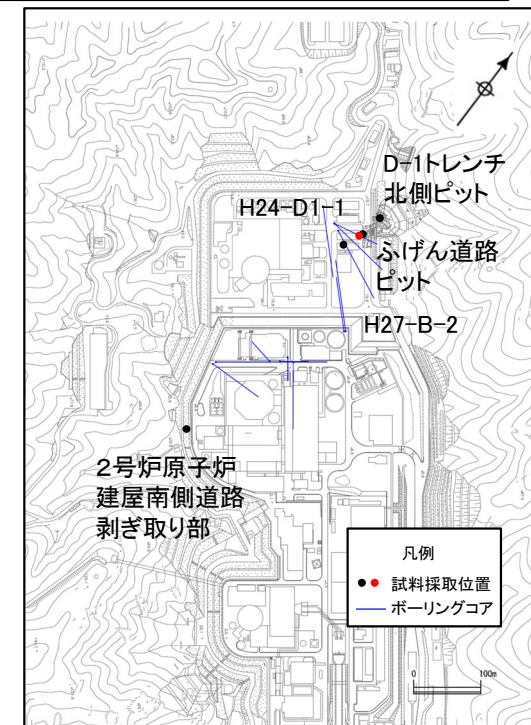 D-1トレンチ
北側ピット
H24-D1-1
ふげん道路
ピット
H27-B-2
2号炉原子炉
建屋南側道路
剥ぎ取り部
凡例
試料採取位置
ボーリングコア
0 100m